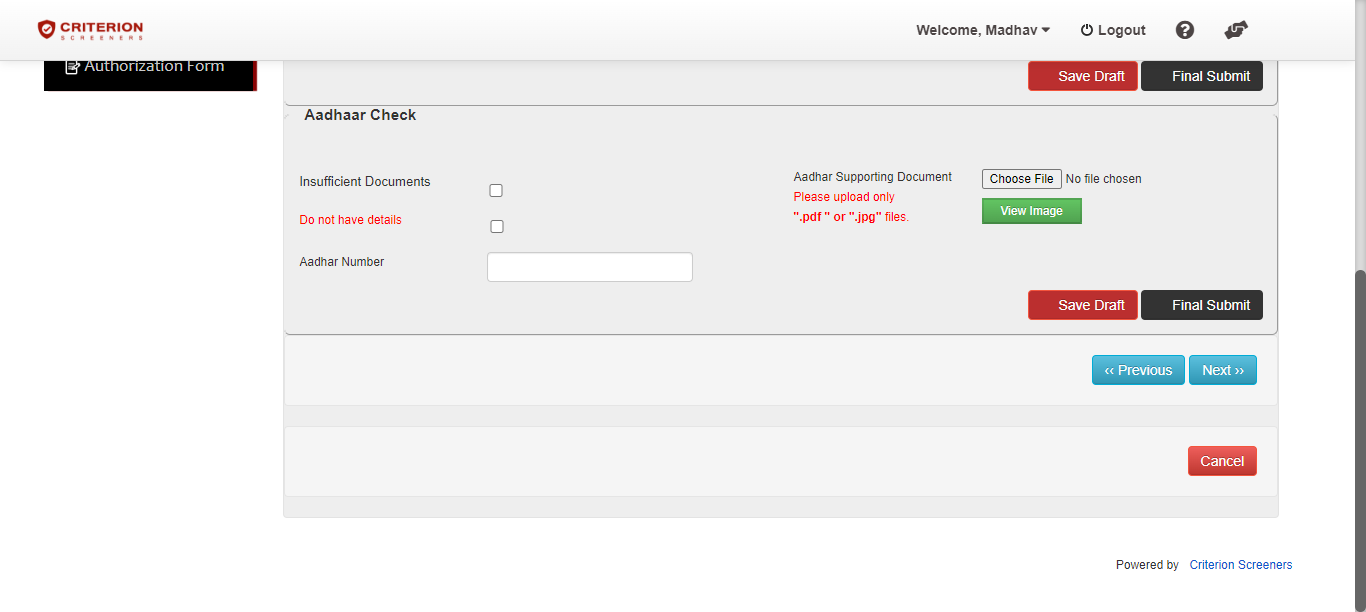 CRITERION
SCREENERS
Welcome, Madhav
Logout
?
Authorization Form
Save Draft
Final Submit
Aadhaar Check
Insufficient Documents
Do not have details
Aadhar Number
Aadhar Supporting Document
Please upload only
".pdf " or ".jpg" files.
Choose File No file chosen
View Image
Save Draft
Final Submit
‹‹ Previous
Next ››
Cancel
Powered by Criterion Screeners